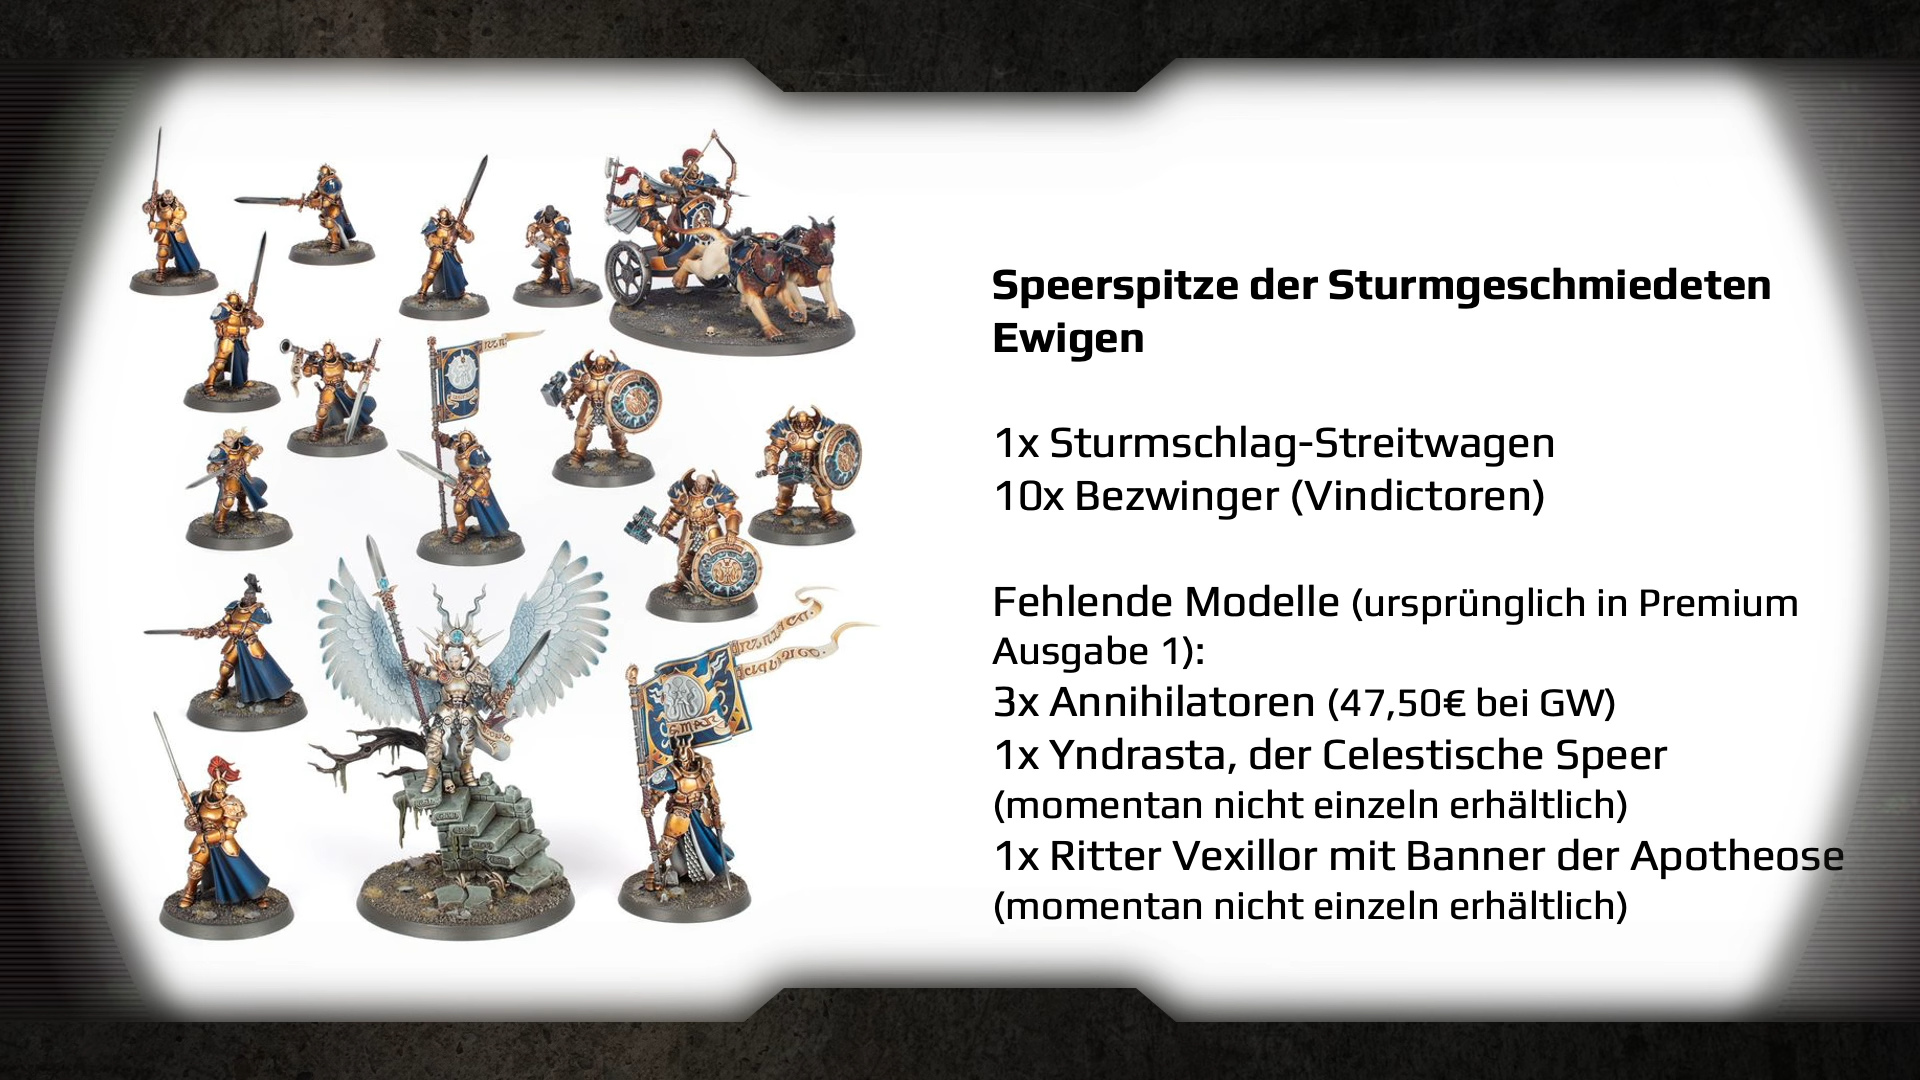 Speerspitze der Sturmgeschmiedeten
Ewigen
1x Sturmschlag-Streitwagen
10x Bezwinger (Vindictoren)
Fehlende Modelle (ursprünglich in Premium
Ausgabe 1):
3x Annihilatoren (47,50€ bei GW)
1x Yndrasta, der Celestische Speer
(momentan nicht einzeln erhältlich)
1x Ritter Vexillor mit Banner der Apotheose
(momentan nicht einzeln erhältlich)